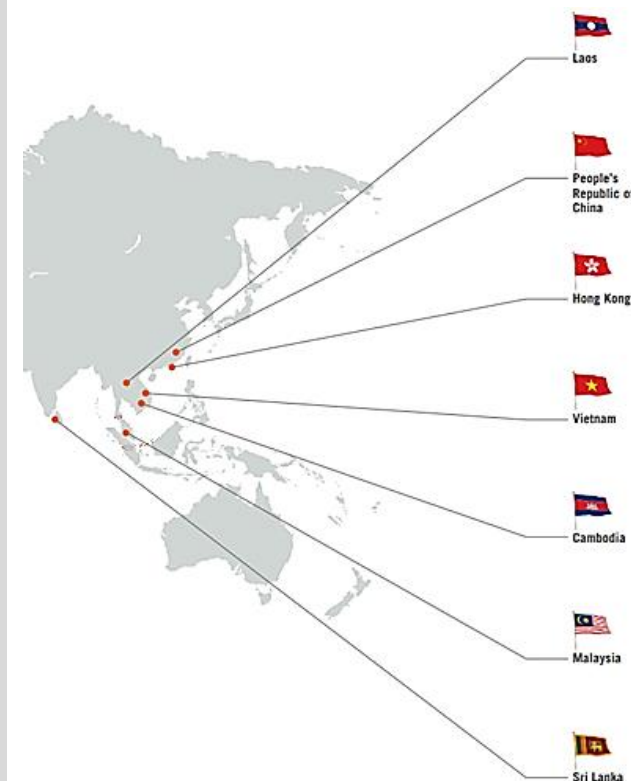 Laos
People's
Republic of
China
Hong Kong
Vietnam
Cambodia
Malaysia
Sri Lanka